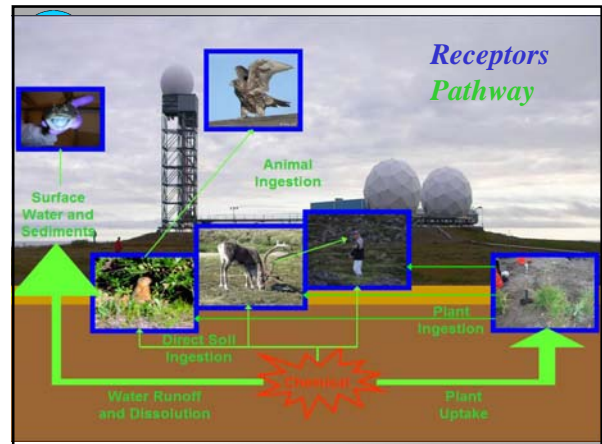 Receptors
Pathway
Animal
Ingestion
Surface
Water and
Sediments
Plant
Ingestion
Direct Soil
Ingestion
Chemical
Water Runoff
and Dissolution
Plant
Uptake